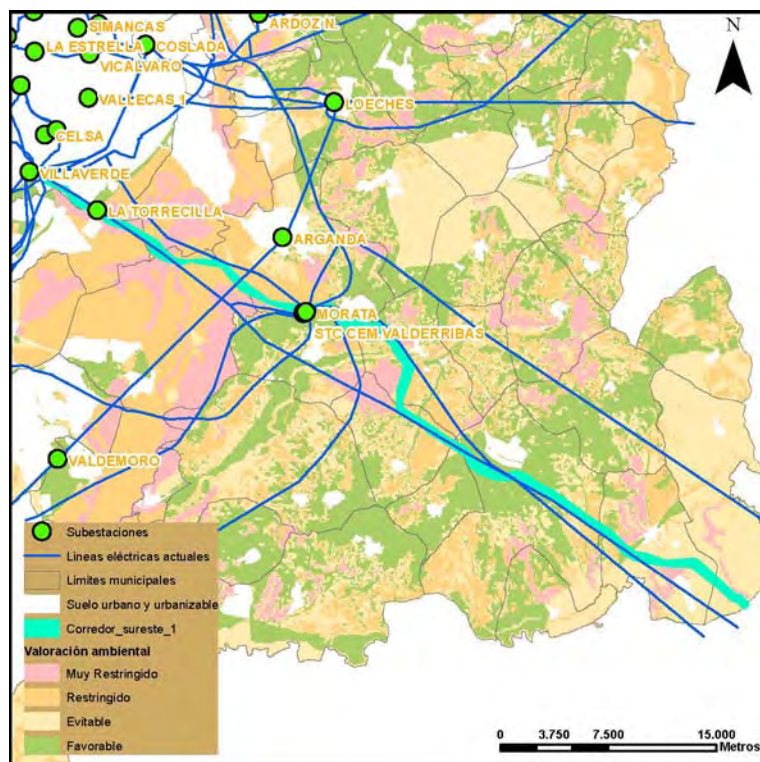 SIMANCAS
ARDOZ N.
LA ESTRELLA
COSLADA
N
VICALVARO
VALLECAS 1
LOECHES
CELSA
VILLAVERDE
LA TORRECILLA
ARGANDA
MORATA
STC CEM.VALDERRIBAS
VALDEMORO
Subestaciones
Lineas eléctricas actuales
Limites municipales
Suelo urbano y urbanizable
Corredor_sureste_1
Valoración ambiental
Muy Restringido
Restringido
Evitable
Favorable
0 3.750 7.500 15.000
Metros